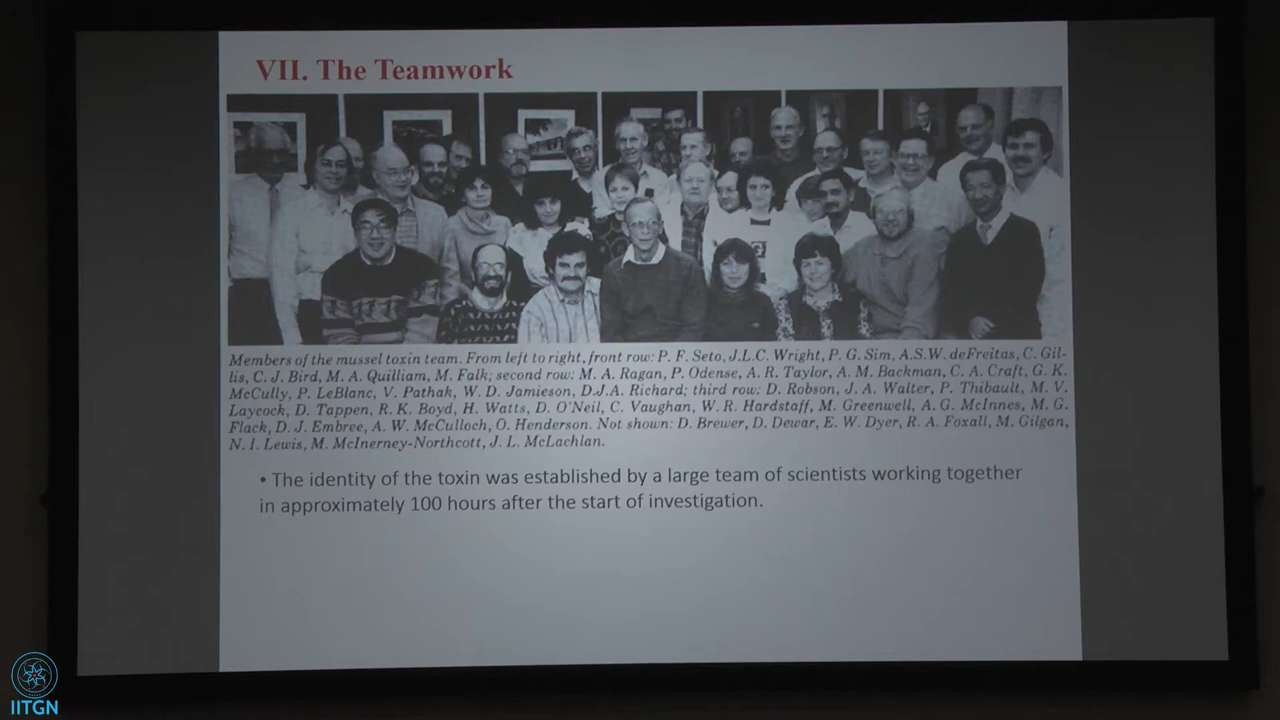 VII. The Teamwork
Members of the mussel toxin team. From left to right, front row: P. F. Seto, J.L.C. Wright, P. G. Sim, A.S.W. deFreitas, C. Gil-
lis, C. J. Bird, M. A. Quilliam, M. Falk; second row: M. A. Ragan, P. Odense, A. R. Taylor, A. M. Backman, C. A. Craft, G. K.
McCully, P. LeBlanc, V. Pathak, W. D. Jamieson, D.J.A. Richard; third row: D. Robson, J. A. Walter, P. Thibault, M. V.
Laycock, D. Tappen, R. K. Boyd, H. Watts, D. O'Neil, C. Vaughan, W. R. Hardstaff, M. Greenwell, A. G. McInnes, M. G.
Flack, D. J. Embree, A. W. McCulloch, O. Henderson. Not shown: D. Brewer, D. Dewar, E. W. Dyer, R. A. Foxall, M. Gilgan,
N. I. Lewis, M. McInerney-Northcott, J. L. McLachlan.
• The identity of the toxin was established by a large team of scientists working together
in approximately 100 hours after the start of investigation.
IITGN